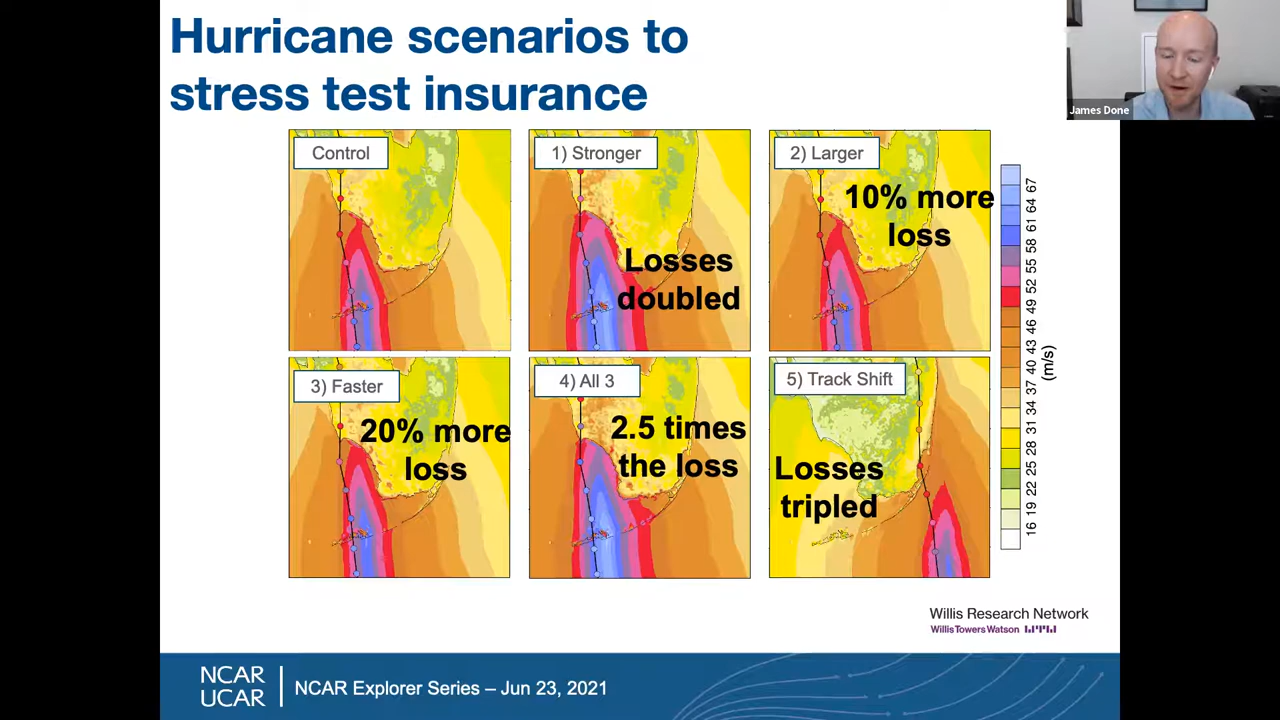 Hurricane scenarios to
stress test insurance
James Done
Control
1) Stronger
Losses
doubled
2) Larger
10% more
loss
3) Faster
20% more
loss
4) All 3
2.5 times
the loss
5) Track Shift
Losses
tripled
67
64
61
58
55
52
49
46
43
40
37
34
31
28
25
22
19
16
(m/s)
Willis Research Network
WillisTowersWatson
NCAR
UCAR
NCAR Explorer Series – Jun 23, 2021